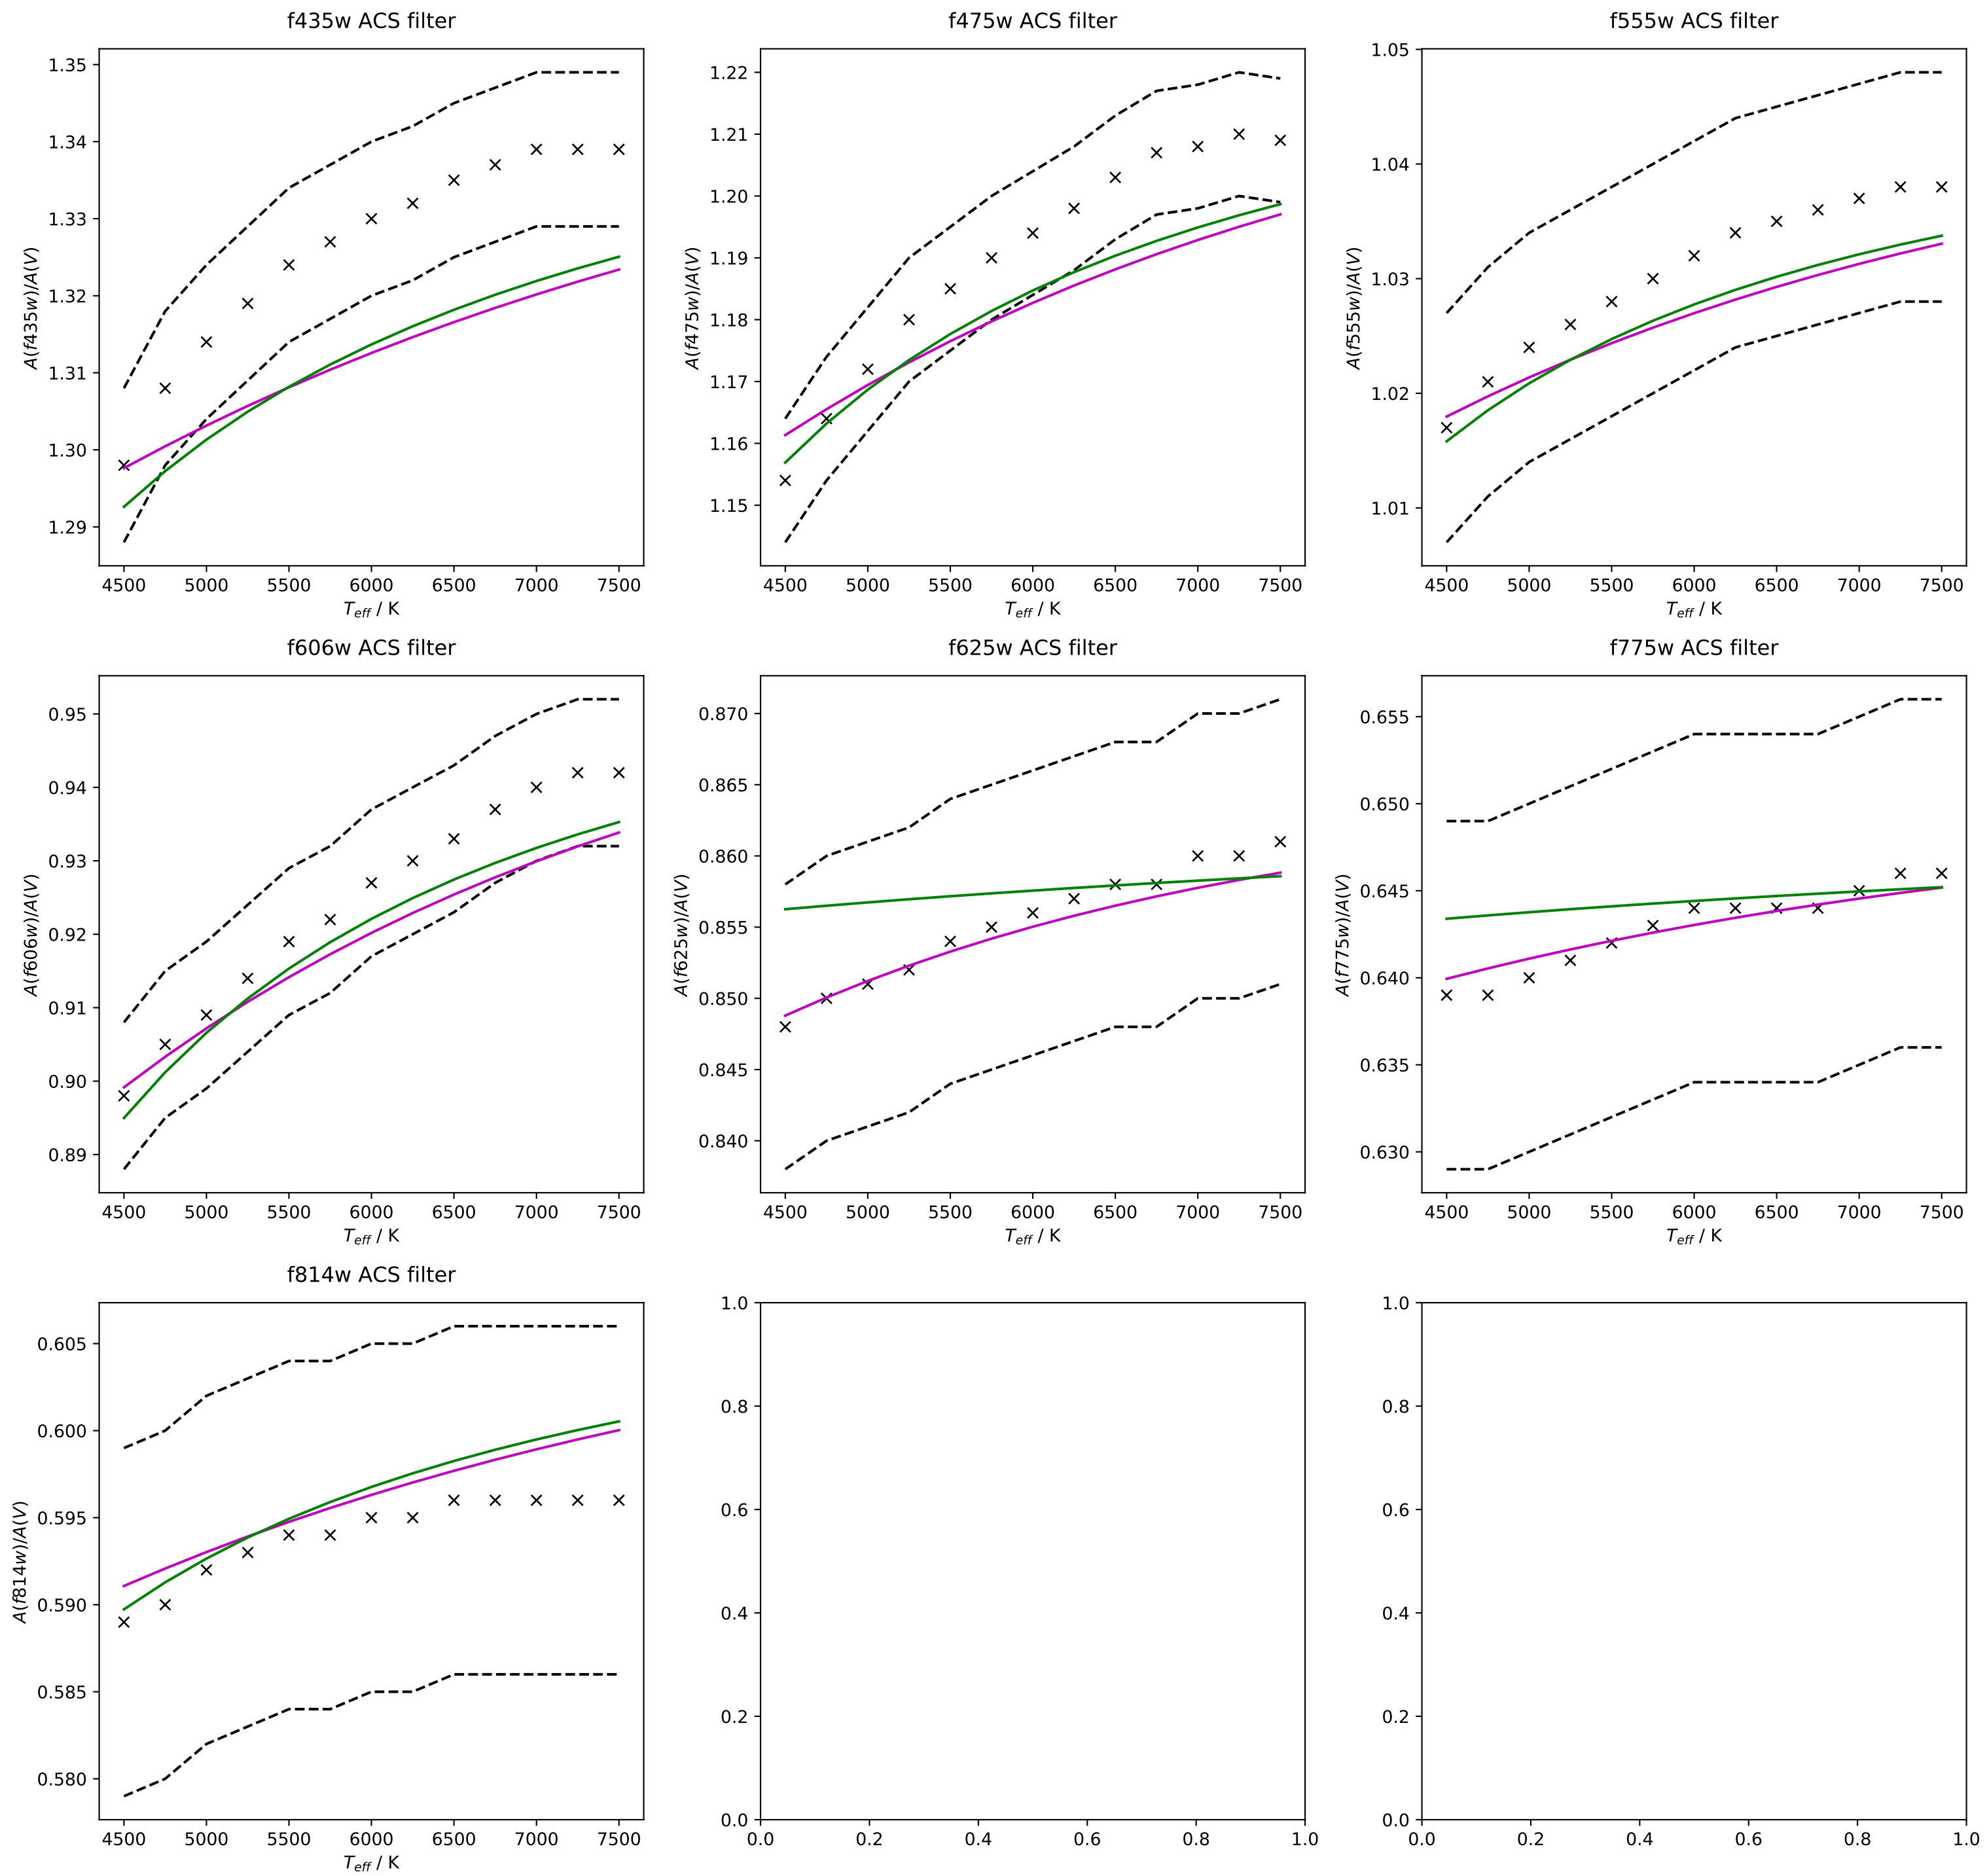 f435w ACS filter
1.35
1.34
1.33
1.32
1.31
1.30
1.29
A(f435w)/A(V)
4500 5000 5500 6000 6500 7000 7500
T_eff / K
f475w ACS filter
1.22
1.21
1.20
1.19
1.18
1.17
1.16
1.15
A(f475w)/A(V)
4500 5000 5500 6000 6500 7000 7500
T_eff / K
f555w ACS filter
1.05
1.04
1.03
1.02
1.01
A(f555w)/A(V)
4500 5000 5500 6000 6500 7000 7500
T_eff / K
f606w ACS filter
0.95
0.94
0.93
0.92
0.91
0.90
0.89
A(f606w)/A(V)
4500 5000 5500 6000 6500 7000 7500
T_eff / K
f625w ACS filter
0.870
0.865
0.860
0.855
0.850
0.845
0.840
A(f625w)/A(V)
4500 5000 5500 6000 6500 7000 7500
T_eff / K
f775w ACS filter
0.655
0.650
0.645
0.640
0.635
0.630
A(f775w)/A(V)
4500 5000 5500 6000 6500 7000 7500
T_eff / K
f814w ACS filter
0.605
0.600
0.595
0.590
0.585
0.580
A(f814w)/A(V)
4500 5000 5500 6000 6500 7000 7500
T_eff / K
1.0
0.8
0.6
0.4
0.2
0.0
0.0 0.2 0.4 0.6 0.8 1.0
1.0
0.8
0.6
0.4
0.2
0.0
0.0 0.2 0.4 0.6 0.8 1.0